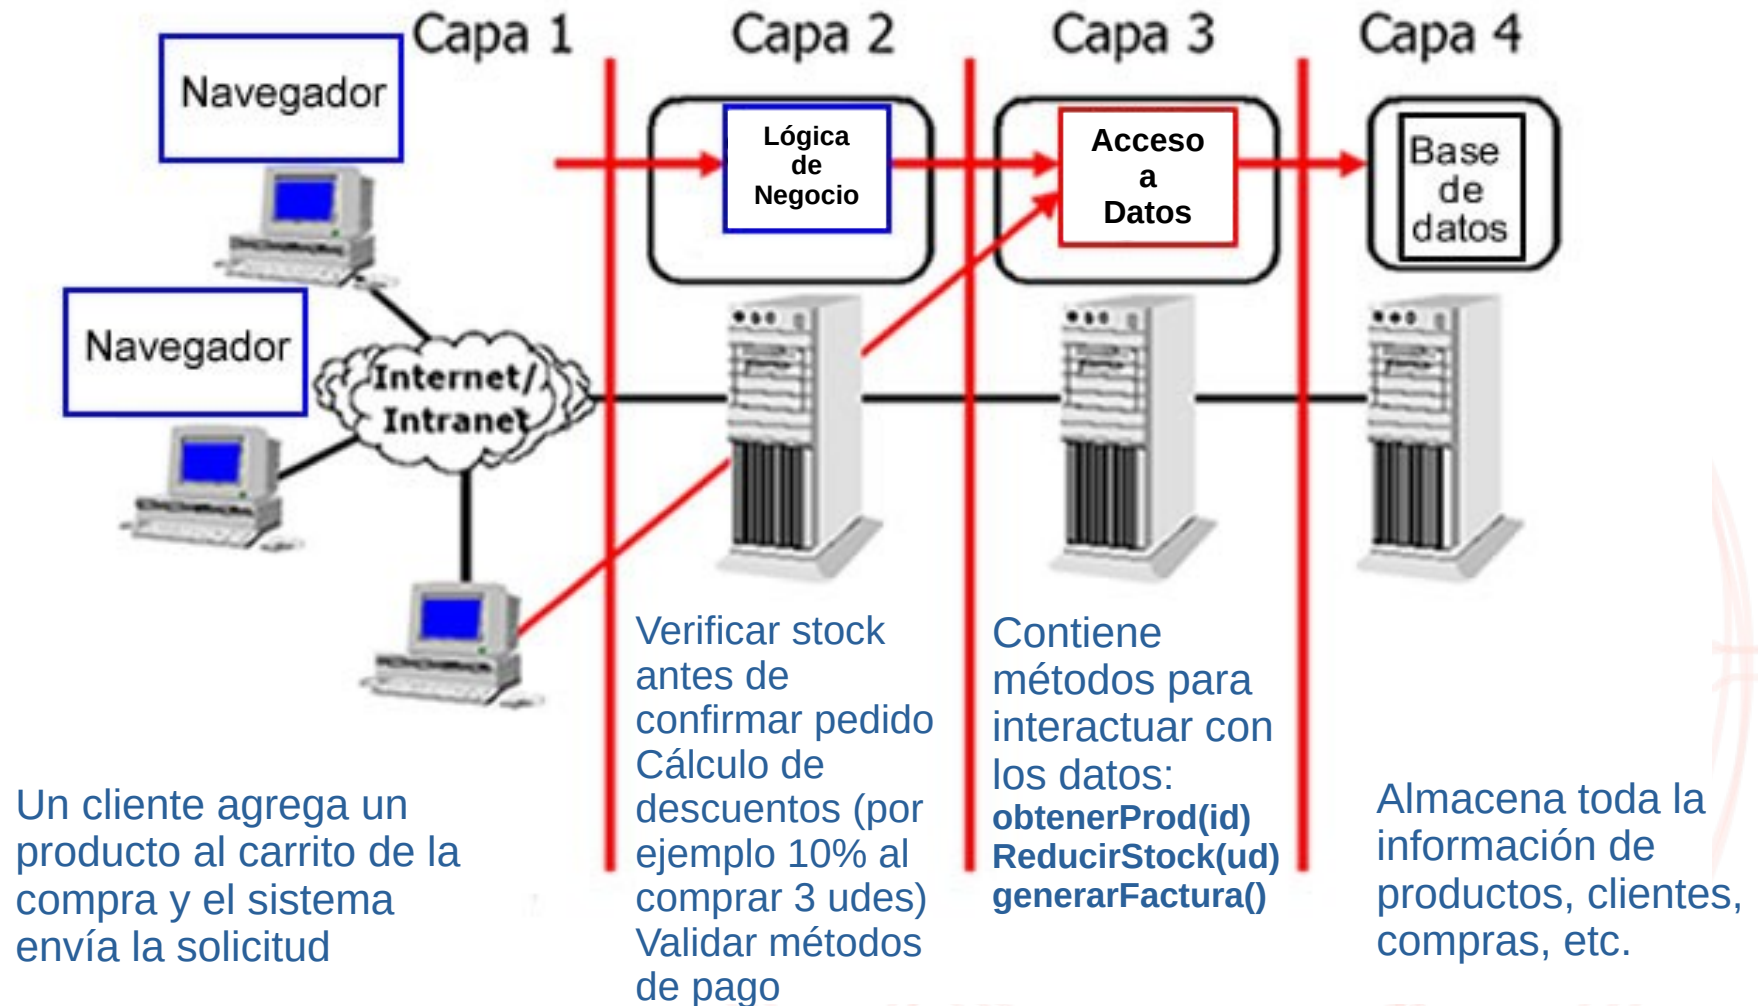 Capa 1
Capa 2
Capa 3
Capa 4
Navegador
Navegador
Internet/
Intranet
Lógica
de
Negocio
Acceso
a
Datos
Base
de
datos
Un cliente agrega un
producto al carrito de la
compra y el sistema
envía la solicitud
Verificar stock
antes de
confirmar pedido
Cálculo de
descuentos (por
ejemplo 10% al
comprar 3 udes)
Validar métodos
de pago
Contiene
métodos para
interactuar con
los datos:
obtenerProd(id)
ReducirStock(ud)
generarFactura()
Almacena toda la
información de
productos, clientes,
compras, etc.